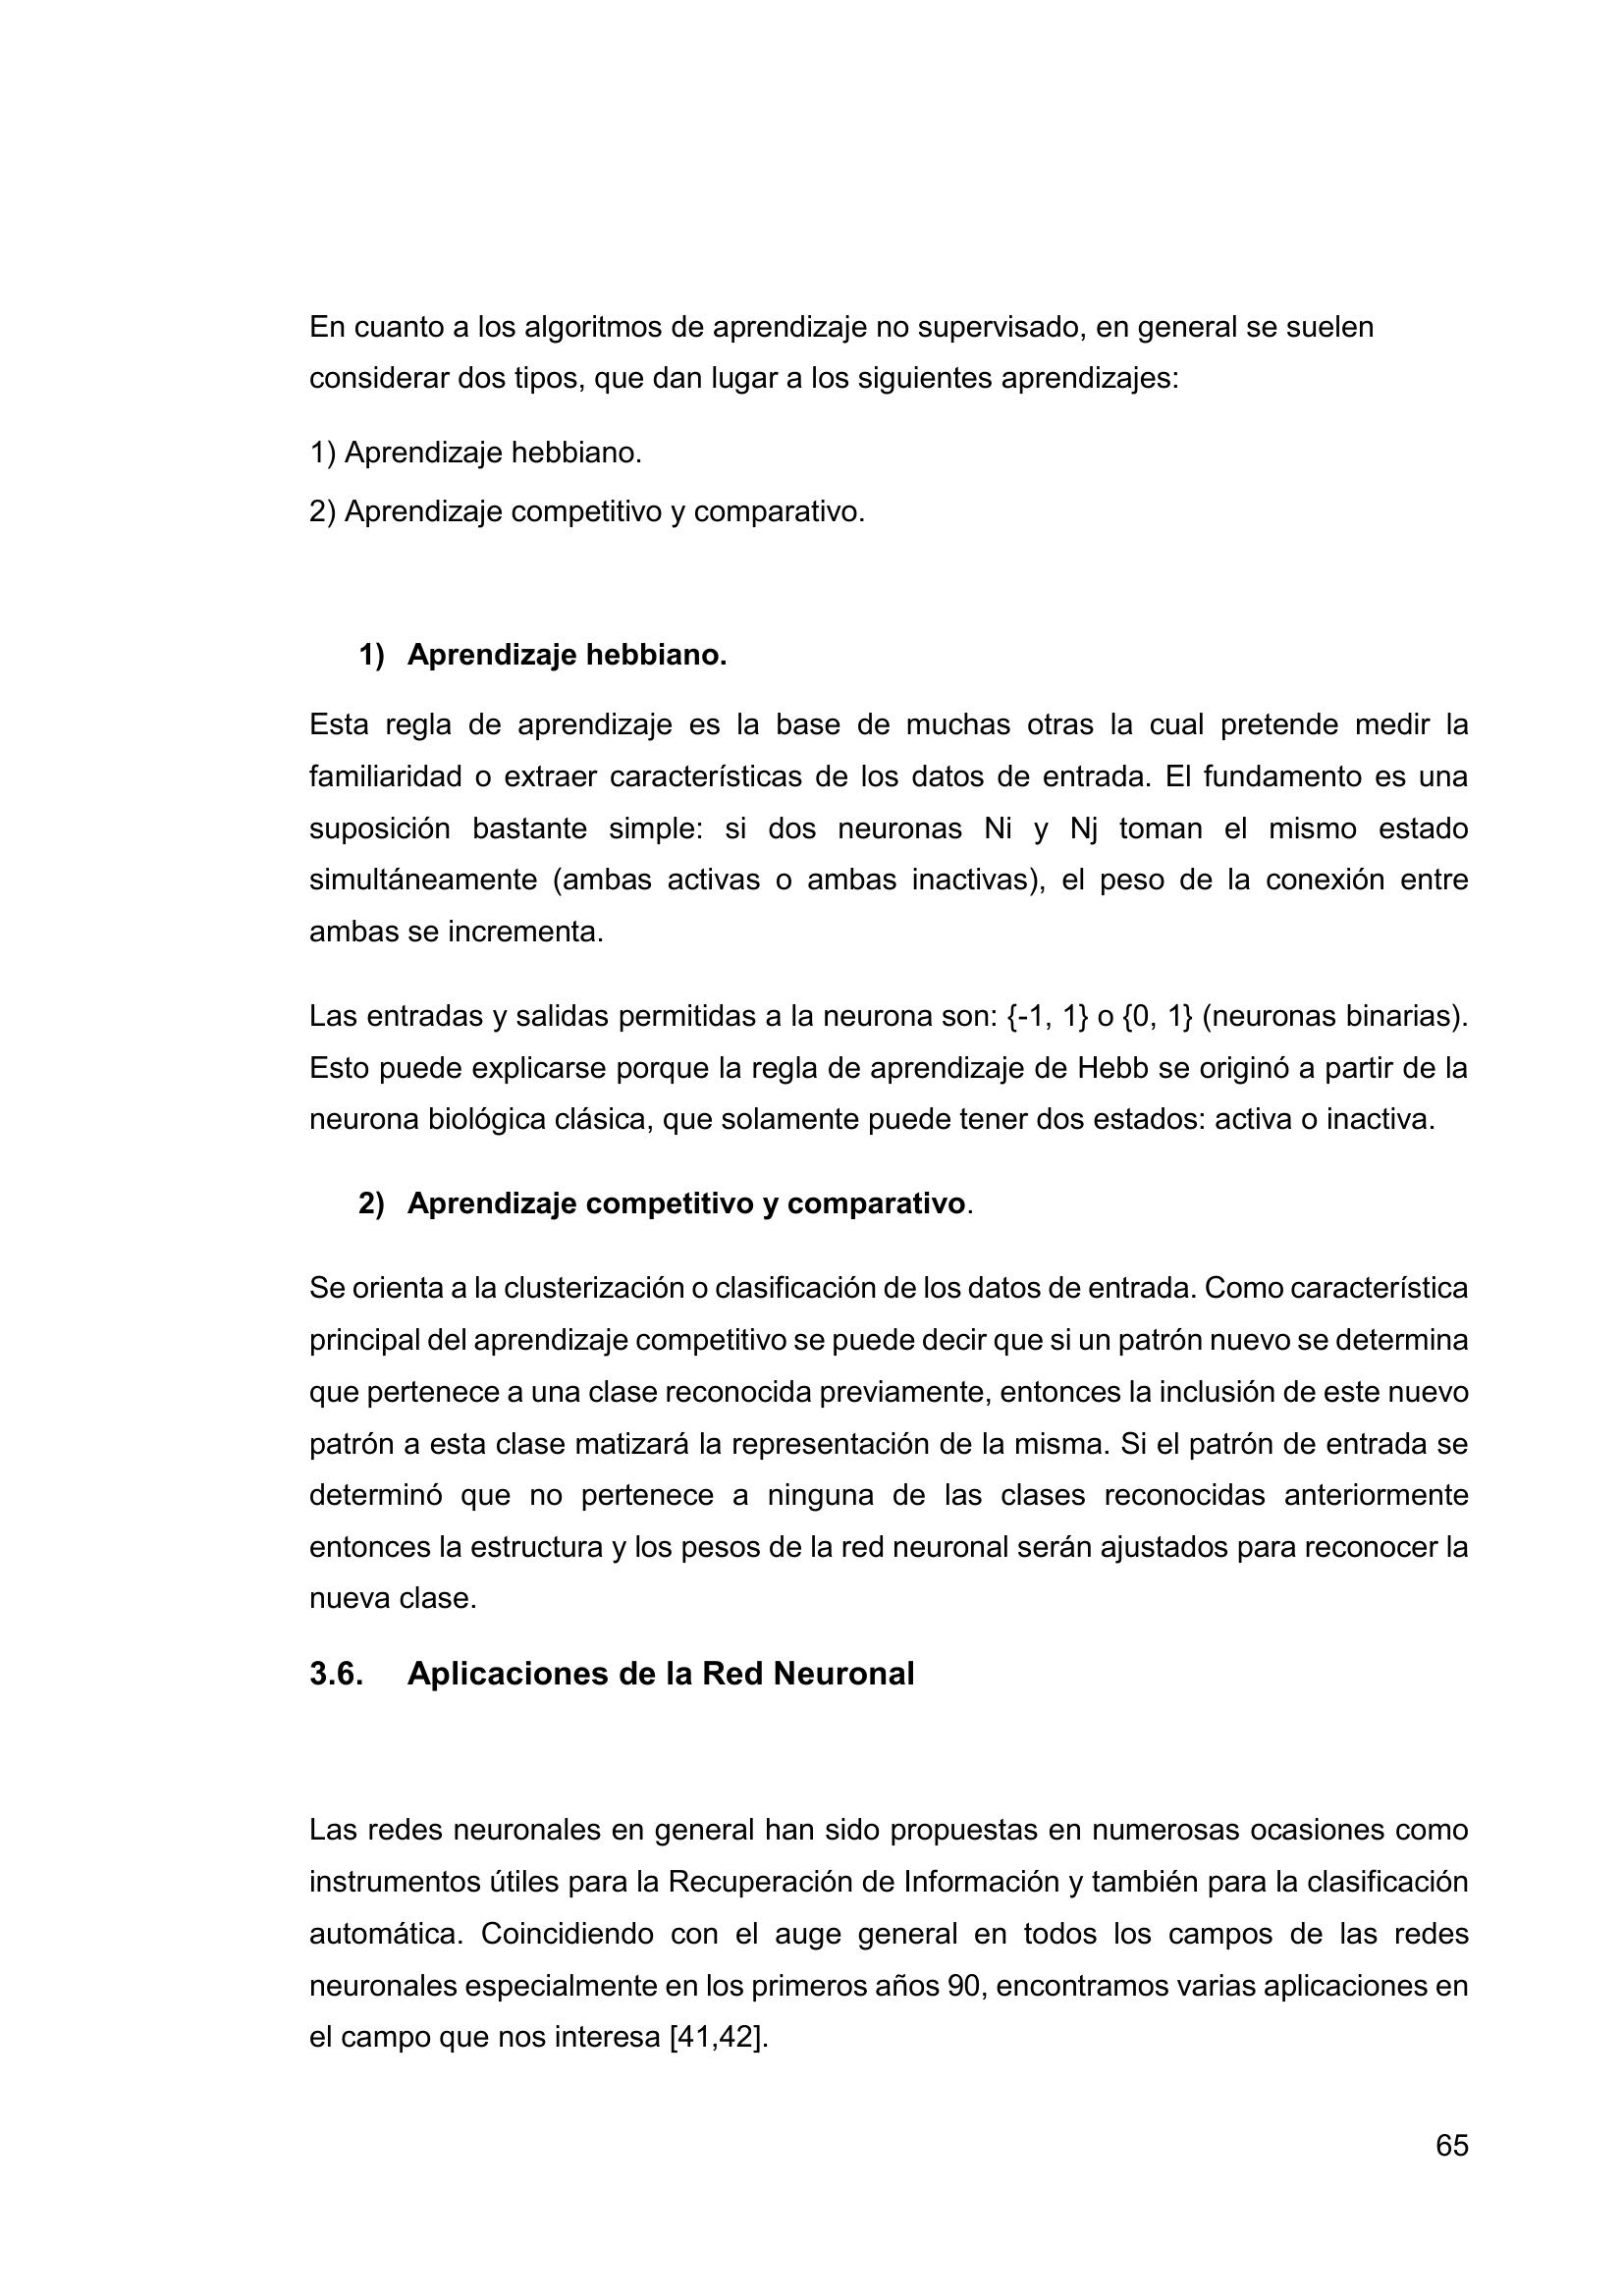 En cuanto a los algoritmos de aprendizaje no supervisado, en general se suelen
considerar dos tipos, que dan lugar a los siguientes aprendizajes:
1) Aprendizaje hebbiano.
2) Aprendizaje competitivo y comparativo.
1) Aprendizaje hebbiano.
Esta regla de aprendizaje es la base de muchas otras la cual pretende medir la
familiaridad o extraer características de los datos de entrada. El fundamento es una
suposición bastante simple: si dos neuronas Ni y Nj toman el mismo estado
simultáneamente (ambas activas o ambas inactivas), el peso de la conexión entre
ambas se incrementa.
Las entradas y salidas permitidas a la neurona son: {-1, 1} o {0, 1} (neuronas binarias).
Esto puede explicarse porque la regla de aprendizaje de Hebb se originó a partir de la
neurona biológica clásica, que solamente puede tener dos estados: activa o inactiva.
2) Aprendizaje competitivo y comparativo.
Se orienta a la clusterización o clasificación de los datos de entrada. Como característica
principal del aprendizaje competitivo se puede decir que si un patrón nuevo se determina
que pertenece a una clase reconocida previamente, entonces la inclusión de este nuevo
patrón a esta clase matizará la representación de la misma. Si el patrón de entrada se
determinó que no pertenece a ninguna de las clases reconocidas anteriormente
entonces la estructura y los pesos de la red neuronal serán ajustados para reconocer la
nueva clase.
3.6. Aplicaciones de la Red Neuronal
Las redes neuronales en general han sido propuestas en numerosas ocasiones como
instrumentos útiles para la Recuperación de Información y también para la clasificación
automática. Coincidiendo con el auge general en todos los campos de las redes
neuronales especialmente en los primeros años 90, encontramos varias aplicaciones en
el campo que nos interesa [41,42].
65